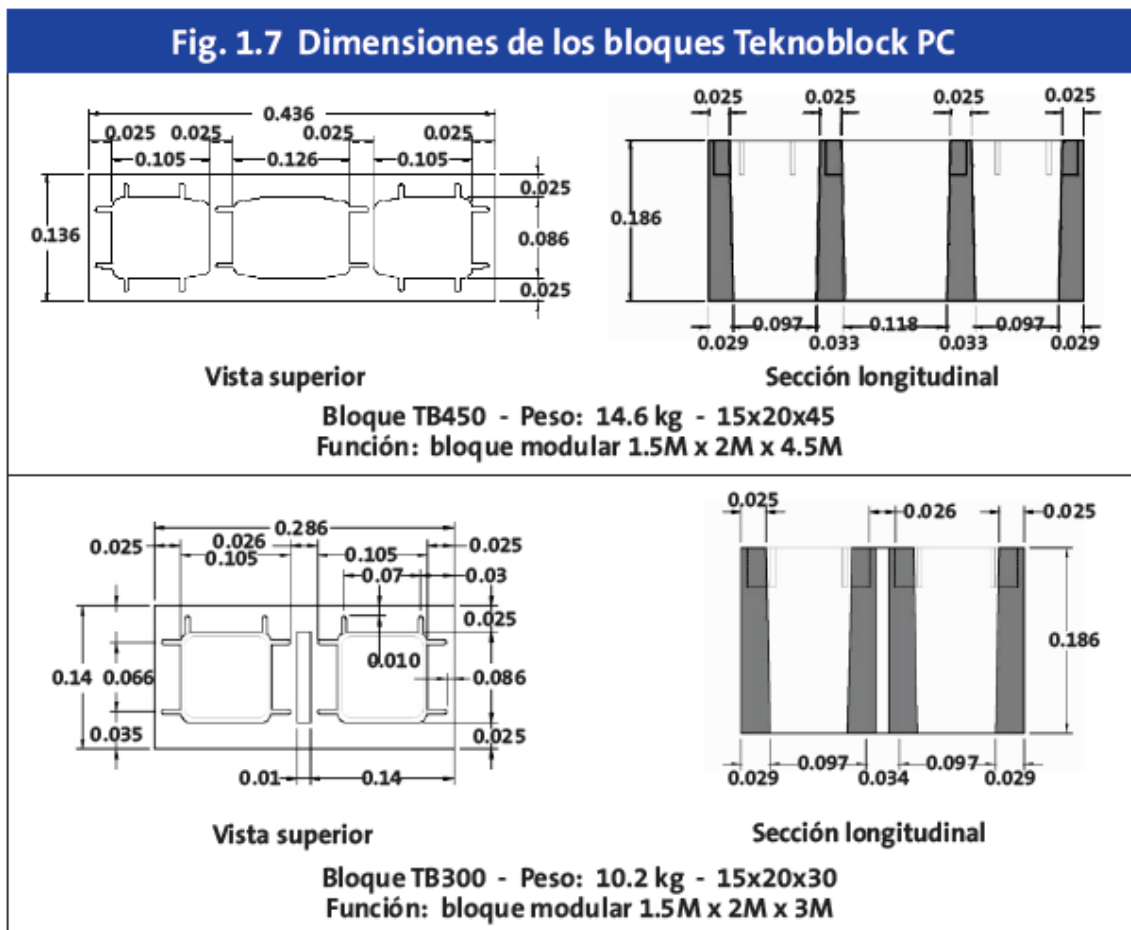 Fig. 1.7 Dimensiones de los bloques Teknoblock PC
0.436
0.025 0.025 0.025 0.025
0.105 0.126 0.105
0.136
0.025
0.086
0.025
Vista superior
0.025 0.025 0.025 0.025
0.186
0.097 0.118 0.097
0.029 0.033 0.033 0.029
Sección longitudinal
Bloque TB450 - Peso: 14.6 kg - 15x20x45
Función: bloque modular 1.5M x 2M x 4.5M
0.286
0.025 0.026 0.025
0.105 0.105
0.07 0.03
0.025
0.010
0.14 0.066 0.086
0.035 0.025
0.01 0.14
Vista superior
0.025 0.026 0.025
0.186
0.097 0.097
0.029 0.034 0.029
Sección longitudinal
Bloque TB300 - Peso: 10.2 kg - 15x20x30
Función: bloque modular 1.5M x 2M x 3M